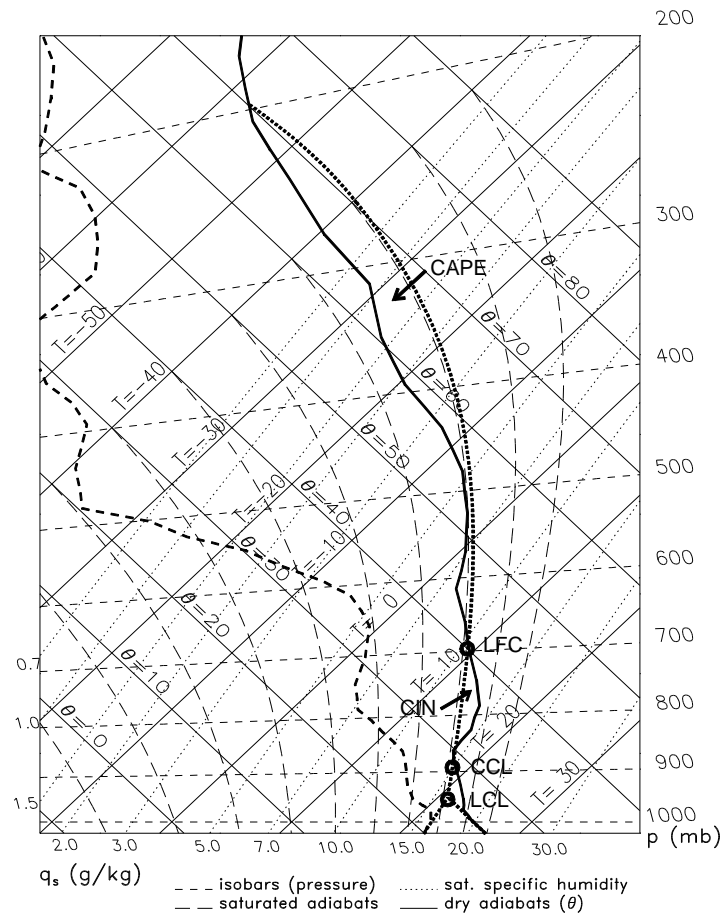 200
300
400
500
600
700
800
900
1000
p (mb)
CAPE
LFC
CIN
CCL
LCL
T=-50
T=-40
T=-30
T=-20
T=-10
T= 0
T= 10
T= 20
T= 30
θ=80
θ=70
θ=60
θ=50
θ=40
θ=30
θ=20
θ=10
θ= 0
0.7
1.0
1.5
2.0 3.0 5.0 7.0 10.0 15.0 20.0 30.0
qs (g/kg)
isobars (pressure) sat. specific humidity
saturated adiabats dry adiabats (θ)